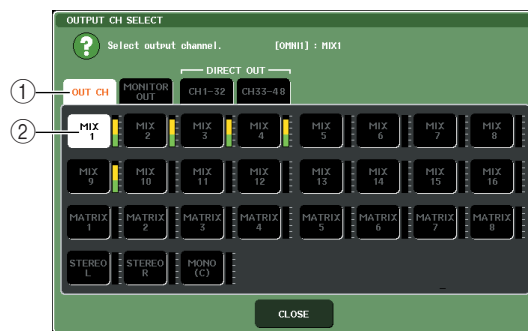 OUTPUT CH SELECT
Select output channel. [OMNI1] : MIX1
DIRECT OUT
1 OUT CH MONITOR OUT CH1-32 CH33-48
2 MIX 1 MIX 2 MIX 3 MIX 4 MIX 5 MIX 6 MIX 7 MIX 8
MIX 9 MIX 10 MIX 11 MIX 12 MIX 13 MIX 14 MIX 15 MIX 16
MATRIX 1 MATRIX 2 MATRIX 3 MATRIX 4 MATRIX 5 MATRIX 6 MATRIX 7 MATRIX 8
STEREO L STEREO R MONO (C)
CLOSE